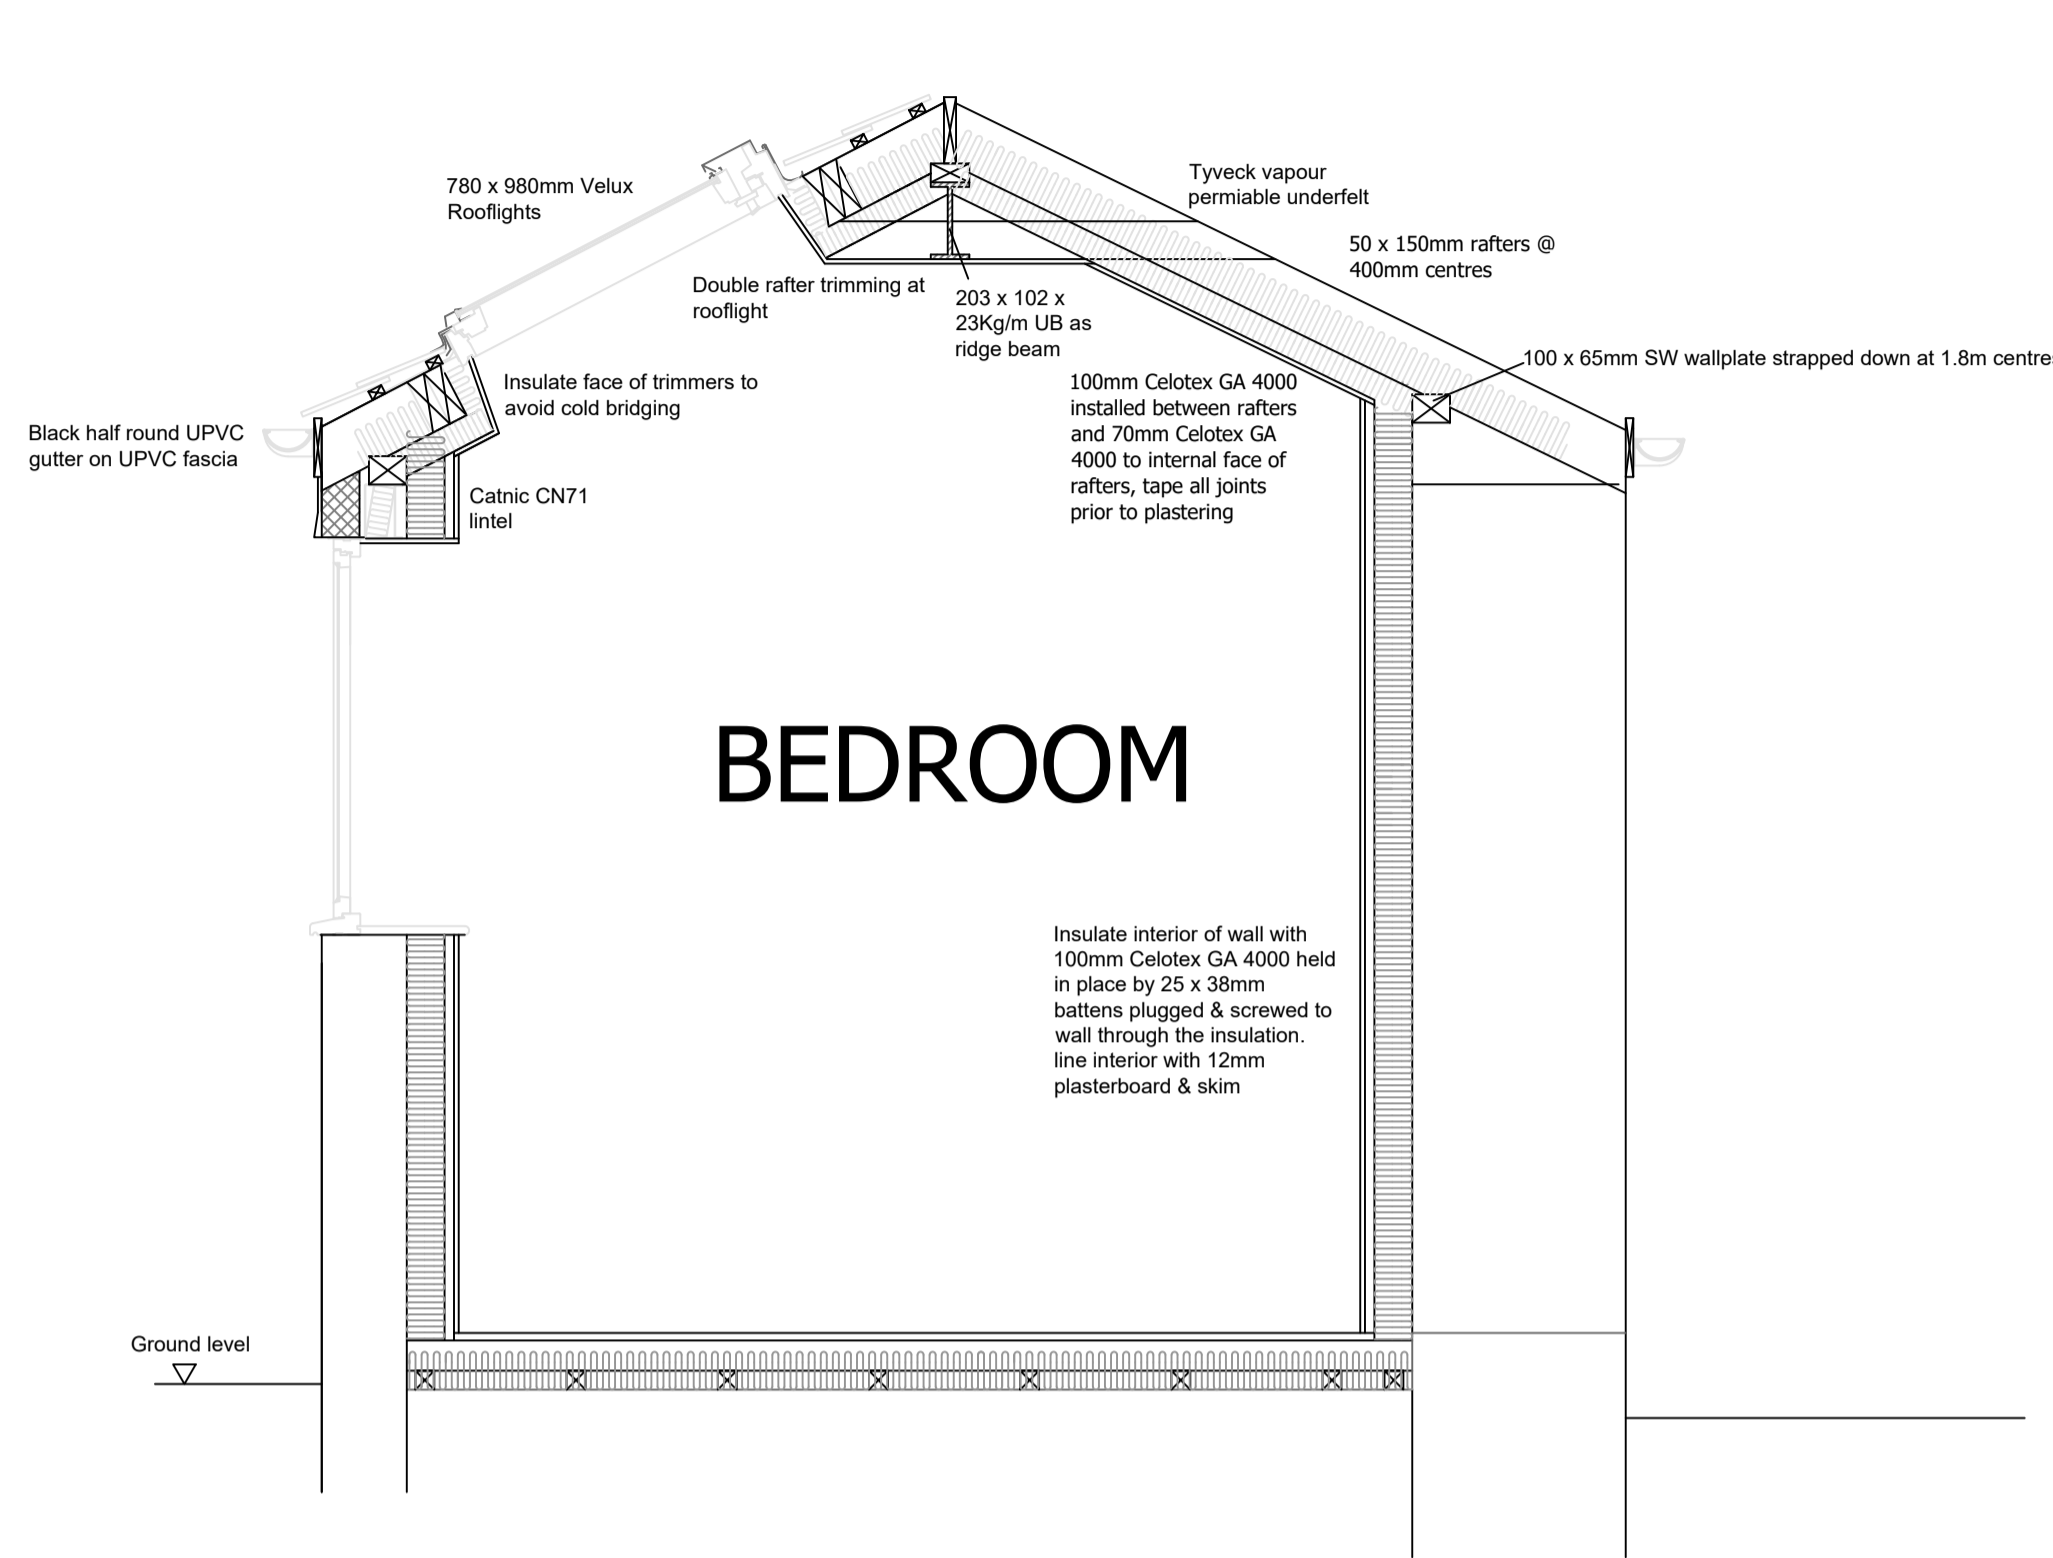 780 x 980mm Velux
Rooflights
Tyveck vapour
permiable underfelt
50 x 150mm rafters @
400mm centres
Double rafter trimming at
rooflight
203 x 102 x
23Kg/m UB as
ridge beam
100 x 65mm SW wallplate strapped down at 1.8m centre
Insulate face of trimmers to
avoid cold bridging
100mm Celotex GA 4000
installed between rafters
and 70mm Celotex GA
4000 to internal face of
rafters, tape all joints
prior to plastering
Black half round UPVC
gutter on UPVC fascia
Catnic CN71
lintel
BEDROOM
Insulate interior of wall with
100mm Celotex GA 4000 held
in place by 25 x 38mm
battens plugged & screwed to
wall through the insulation.
line interior with 12mm
plasterboard & skim
Ground level